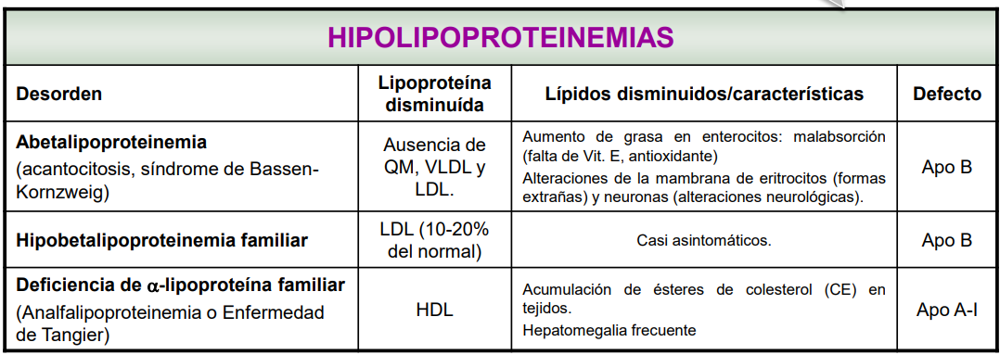 HIPOLIPOPROTEINEMIAS
Desorden
Lipoproteína
disminuída
Lípidos disminuidos/características
Defecto
Abetalipoproteinemia
(acantocitosis, síndrome de Bassen-
Kornzweig)
Ausencia de
QM, VLDL y
LDL.
Aumento de grasa en enterocitos: malabsorción
(falta de Vit. E, antioxidante)
Alteraciones de la mambrana de eritrocitos (formas
extrañas) y neuronas (alteraciones neurológicas).
Apo B
Hipobetalipoproteinemia familiar
LDL (10-20%
del normal)
Casi asintomáticos.
Apo B
Deficiencia de α-lipoproteína familiar
(Analfalipoproteinemia o Enfermedad
de Tangier)
HDL
Acumulación de ésteres de colesterol (CE) en
tejidos.
Hepatomegalia frecuente
Apo A-I